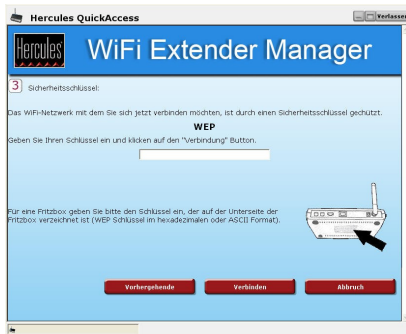 Hercules QuickAccess
Verlassen
Hercules
WiFi Extender Manager
3 Sicherheitsschlüssel:
Das WiFi-Netzwerk mit dem Sie sich jetzt verbinden möchten, ist durch einen Sicherheitsschlüssel gechützt.
WEP
Geben Sie Ihren Schlüssel ein und klicken auf den "Verbindung" Button.
Für eine Fritzbox geben Sie bitte den Schlüssel ein, der auf der Unterseite der
Fritzbox verzeichnet ist (WEP Schlüssel im hexadezimalen oder ASCII Format).
Vorhergehende
Verbinden
Abbruch